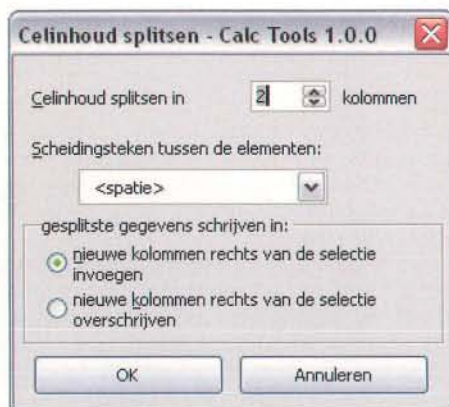 Celinhoud splitsen - Calc Tools 1.0.0
Celinhoud splitsen in 2 kolommen
Scheidingsteken tussen de elementen:
<spatie>
gesplitste gegevens schrijven in:
nieuwe kolommen rechts van de selectie
invoegen
nieuwe kolommen rechts van de selectie
overschrijven
OK Annuleren